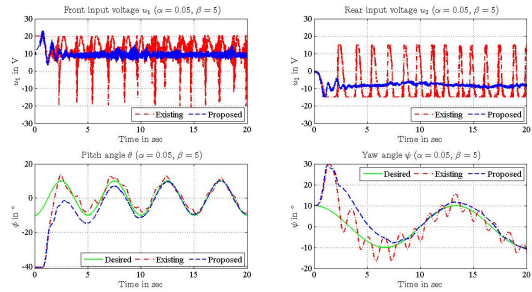 Front input voltage u₁ (α = 0.05, β = 5)
u₁ in V
30
20
10
0
-10
-20
-30
0 5 10 15 20
Existing Proposed
Time in sec
Rear input voltage u₂ (α = 0.05, β = 5)
u₁ in V
30
20
10
0
-10
-20
-30
0 5 10 15 20
Existing Proposed
Time in sec
Pitch angle θ (α = 0.05, β = 5)
ϕ in °
20
0
-20
-40
0 5 10 15 20
Desired Existing Proposed
Time in sec
Yaw angle ψ (α = 0.05, β = 5)
ψ in °
30
20
10
0
-10
-20
0 5 10 15 20
Desired Existing Proposed
Time in sec